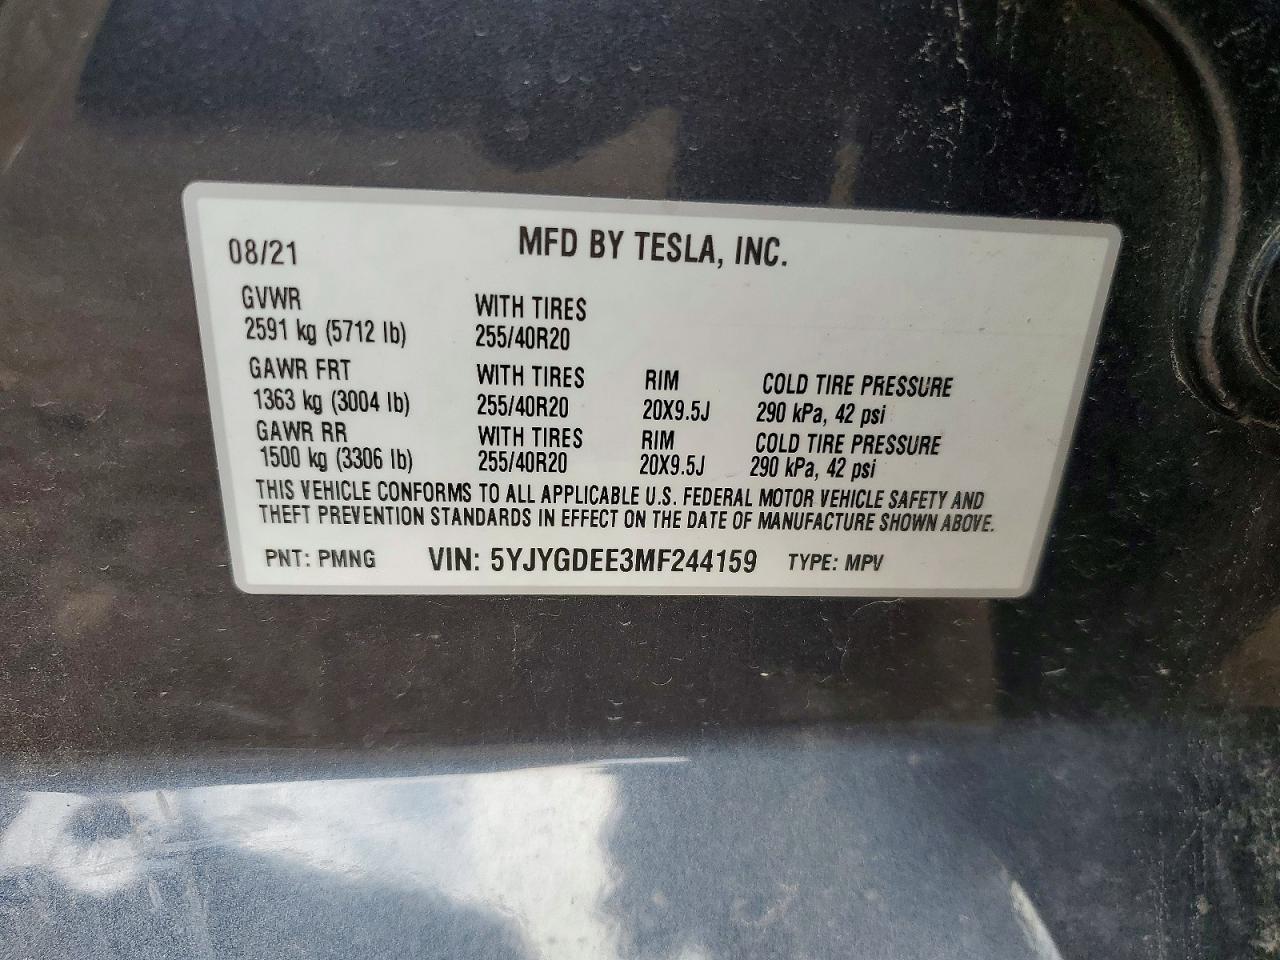 08/21 MFD BY TESLA, INC.
GVWR WITH TIRES
2591 kg (5712 lb) 255/40R20
GAWR FRT WITH TIRES RIM COLD TIRE PRESSURE
1363 kg (3004 lb) 255/40R20 20X9.5J 290 kPa, 42 psi
GAWR RR WITH TIRES RIM COLD TIRE PRESSURE
1500 kg (3306 lb) 255/40R20 20X9.5J 290 kPa, 42 psi
THIS VEHICLE CONFORMS TO ALL APPLICABLE U.S. FEDERAL MOTOR VEHICLE SAFETY AND
THEFT PREVENTION STANDARDS IN EFFECT ON THE DATE OF MANUFACTURE SHOWN ABOVE.
PNT: PMNG VIN: 5YJYGDEE3MF244159 TYPE: MPV